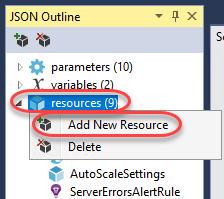 JSON Outline
parameters (10)
variables (2)
resources (9)
Add New Resource
Delete
AutoScaleSettings
ServerErrorsAlertRule